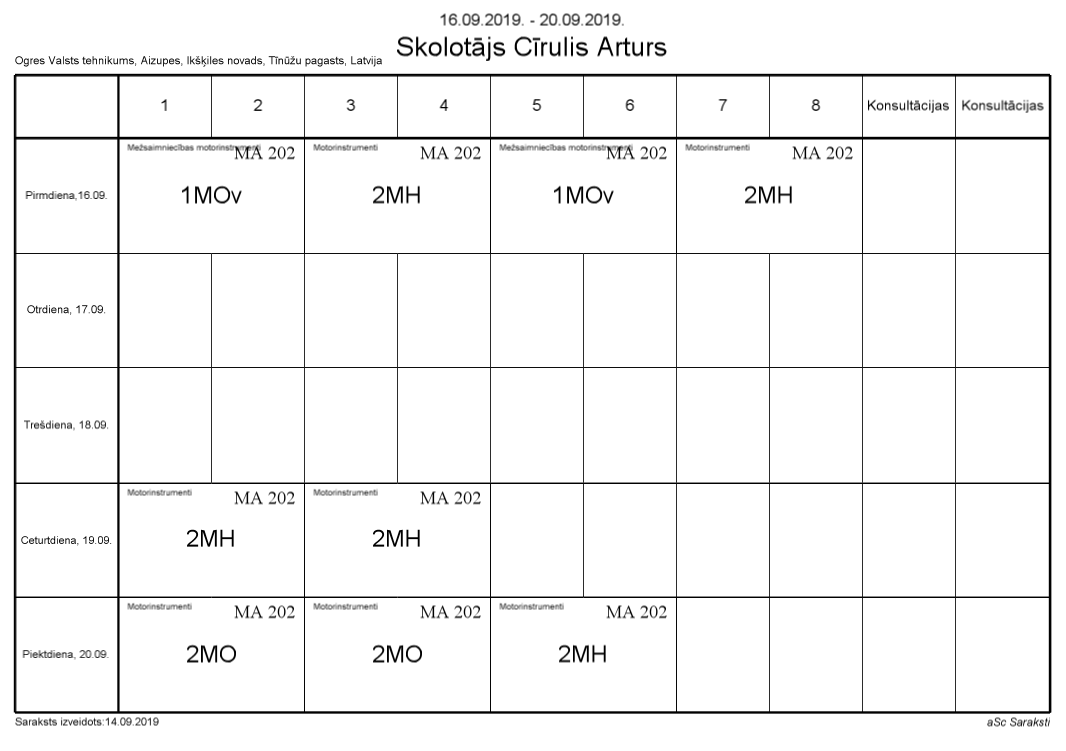 16.09.2019. - 20.09.2019.
Skolotājs Cīrulis Arturs
Ogres Valsts tehnikums, Aizupes, Ikšķiles novads, Tīnūžu pagasts, Latvija
1 2 3 4 5 6 7 8 Konsultācijas Konsultācijas
Mežsaimniecības motorinstrumenti MA 202 Motorinstrumenti MA 202 Mežsaimniecības motorinstrumenti MA 202 Motorinstrumenti MA 202
Pirmdiena,16.09. 1MOv 2MH 1MOv 2MH
Otrdiena, 17.09.
Trešdiena, 18.09.
Motorinstrumenti MA 202 Motorinstrumenti MA 202
Ceturtdiena, 19.09. 2MH 2MH
Motorinstrumenti MA 202 Motorinstrumenti MA 202 Motorinstrumenti MA 202
Piektdiena, 20.09. 2MO 2MO 2MH
Saraksts izveidots:14.09.2019 aSc Saraksti